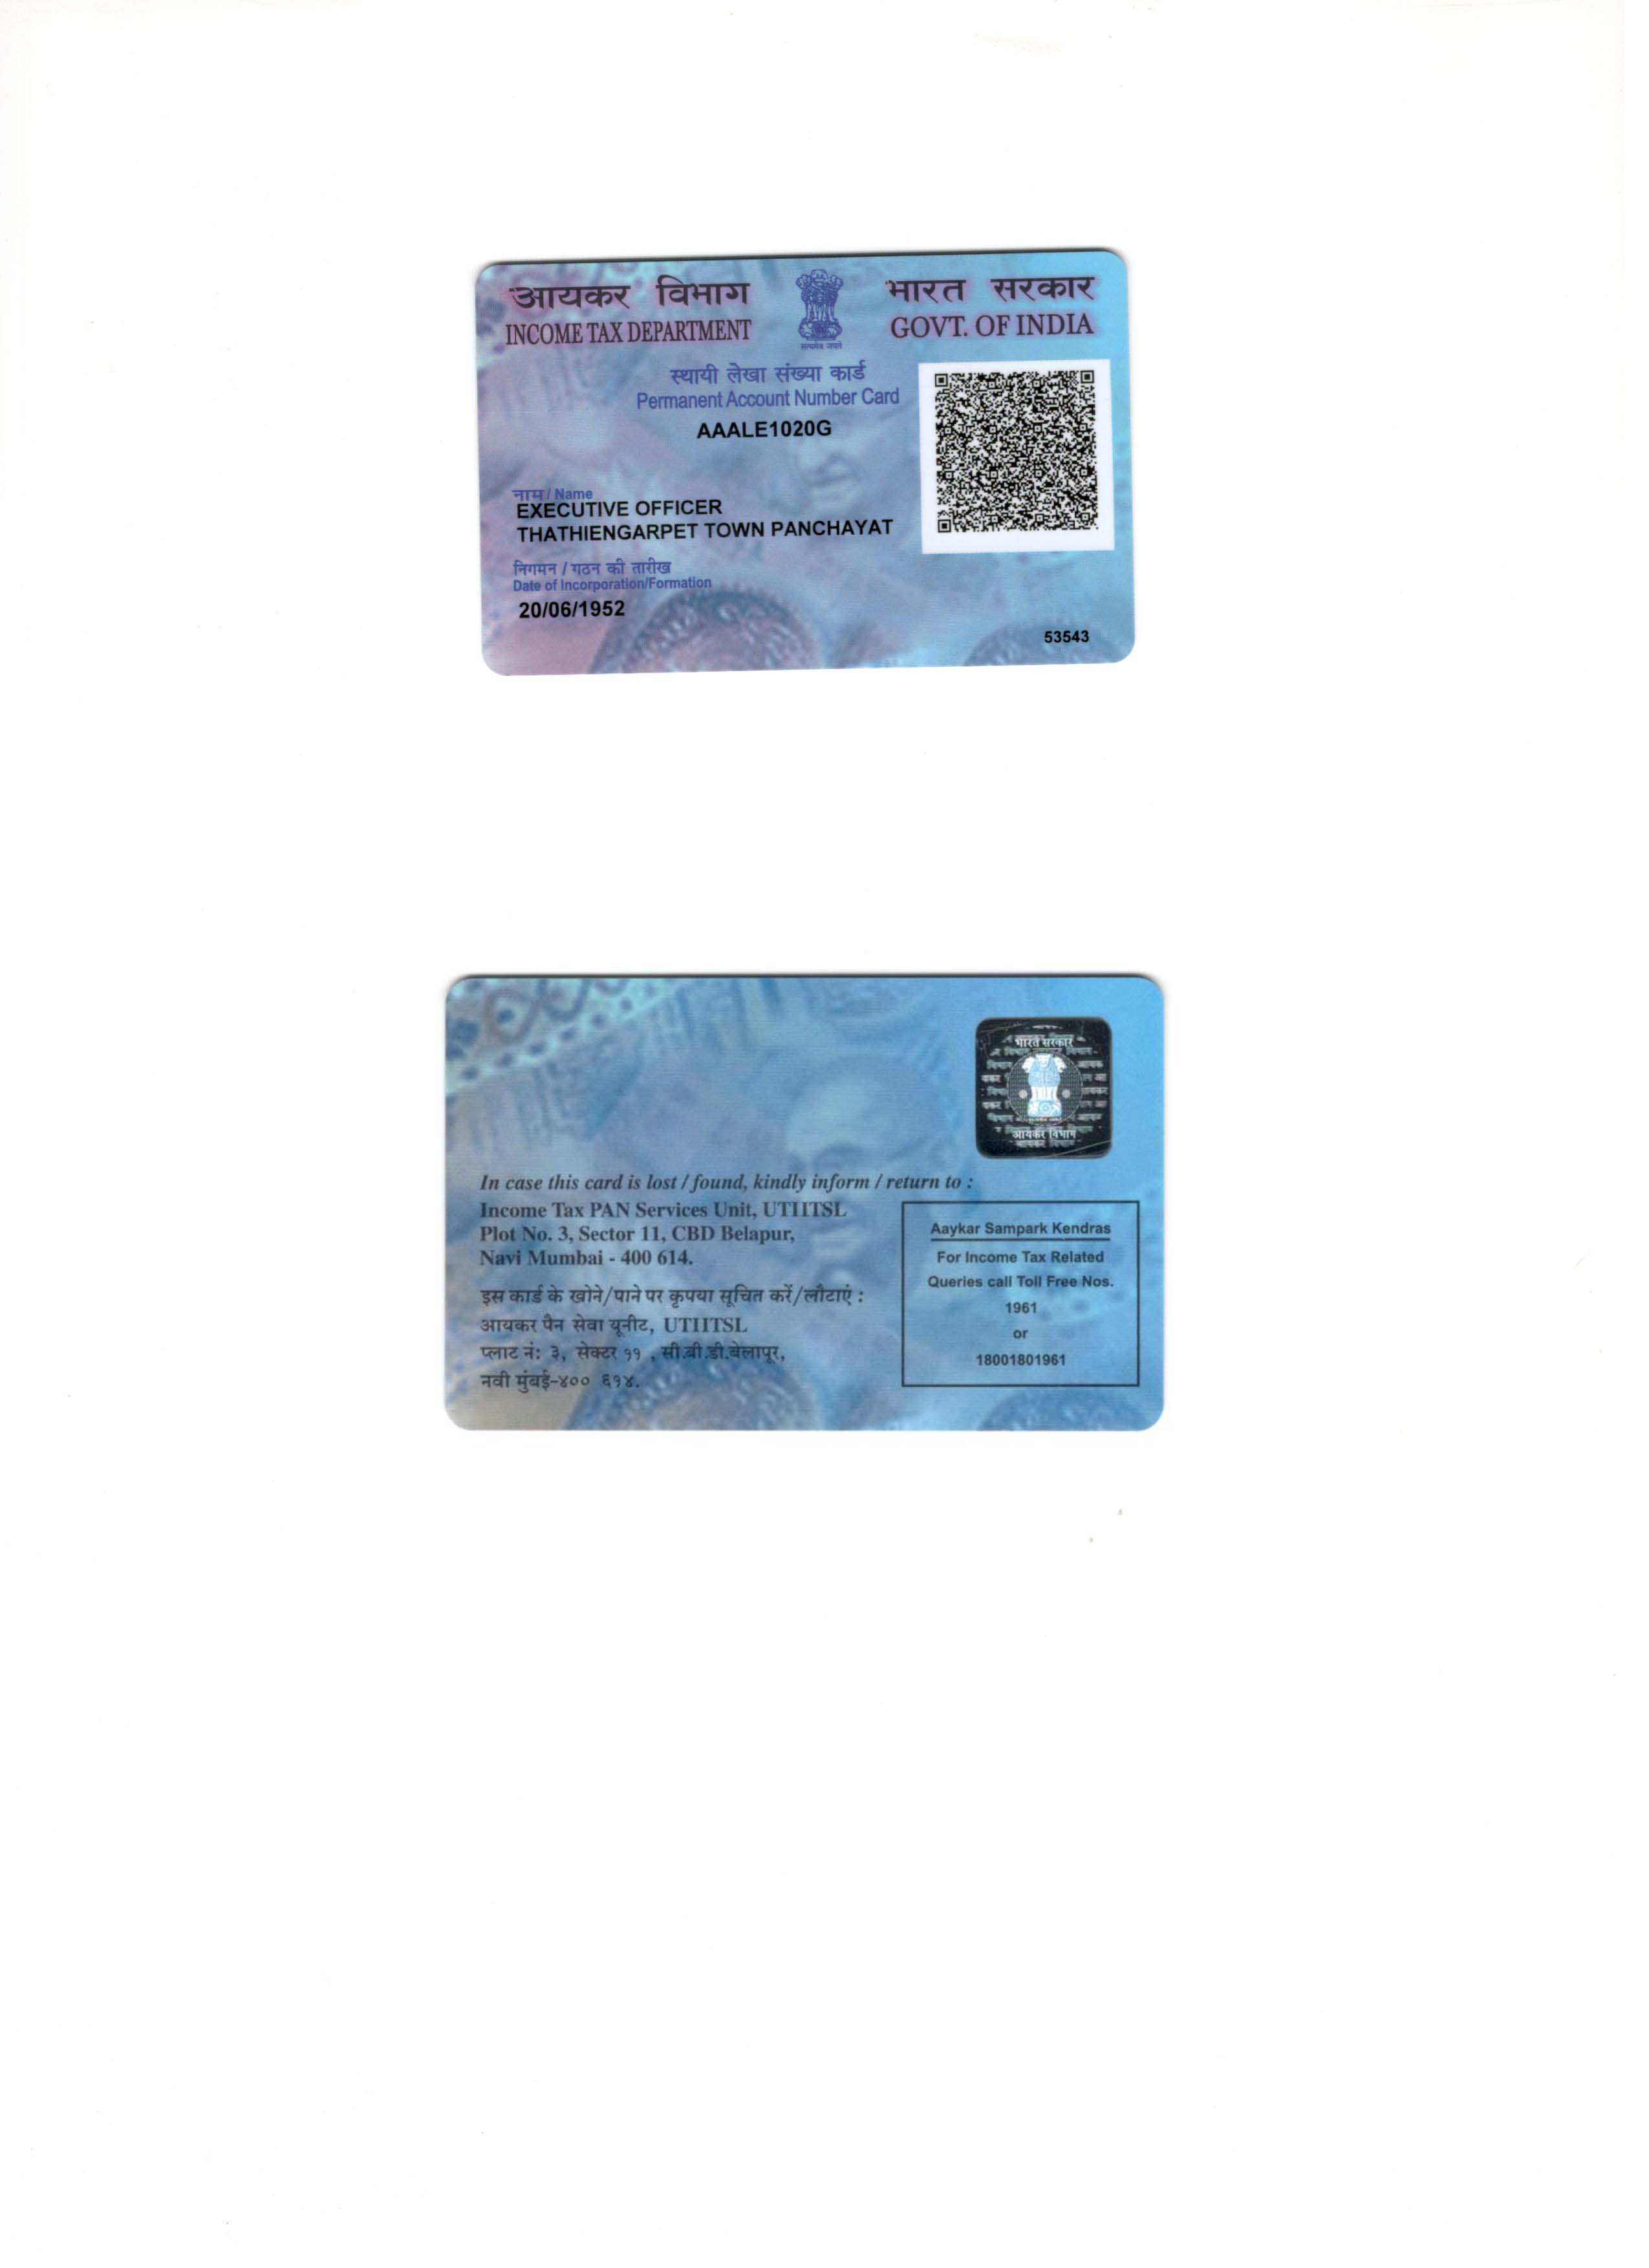 आयकर विभाग
INCOME TAX DEPARTMENT
सत्यमेव जयते
भारत सरकार
GOVT. OF INDIA
स्थायी लेखा संख्या कार्ड
Permanent Account Number Card
AAALE1020G
नाम / Name
EXECUTIVE OFFICER
THATHIENGARPET TOWN PANCHAYAT
निगमन / गठन की तारीख
Date of Incorporation/Formation
20/06/1952
53543
भारत सरकार
आयकर विभाग
In case this card is lost / found, kindly inform / return to :
Income Tax PAN Services Unit, UTIITSL
Plot No. 3, Sector 11, CBD Belapur,
Navi Mumbai - 400 614.
इस कार्ड के खोने/पाने पर कृपया सूचित करें/लौटाएं :
आयकर पैन सेवा यूनीट, UTIITSL
प्लाट नं: ३, सेक्टर ११ , सी.बी.डी.बेलापूर,
नवी मुंबई-४०० ६१४.
Aaykar Sampark Kendras
For Income Tax Related
Queries call Toll Free Nos.
1961
or
18001801961